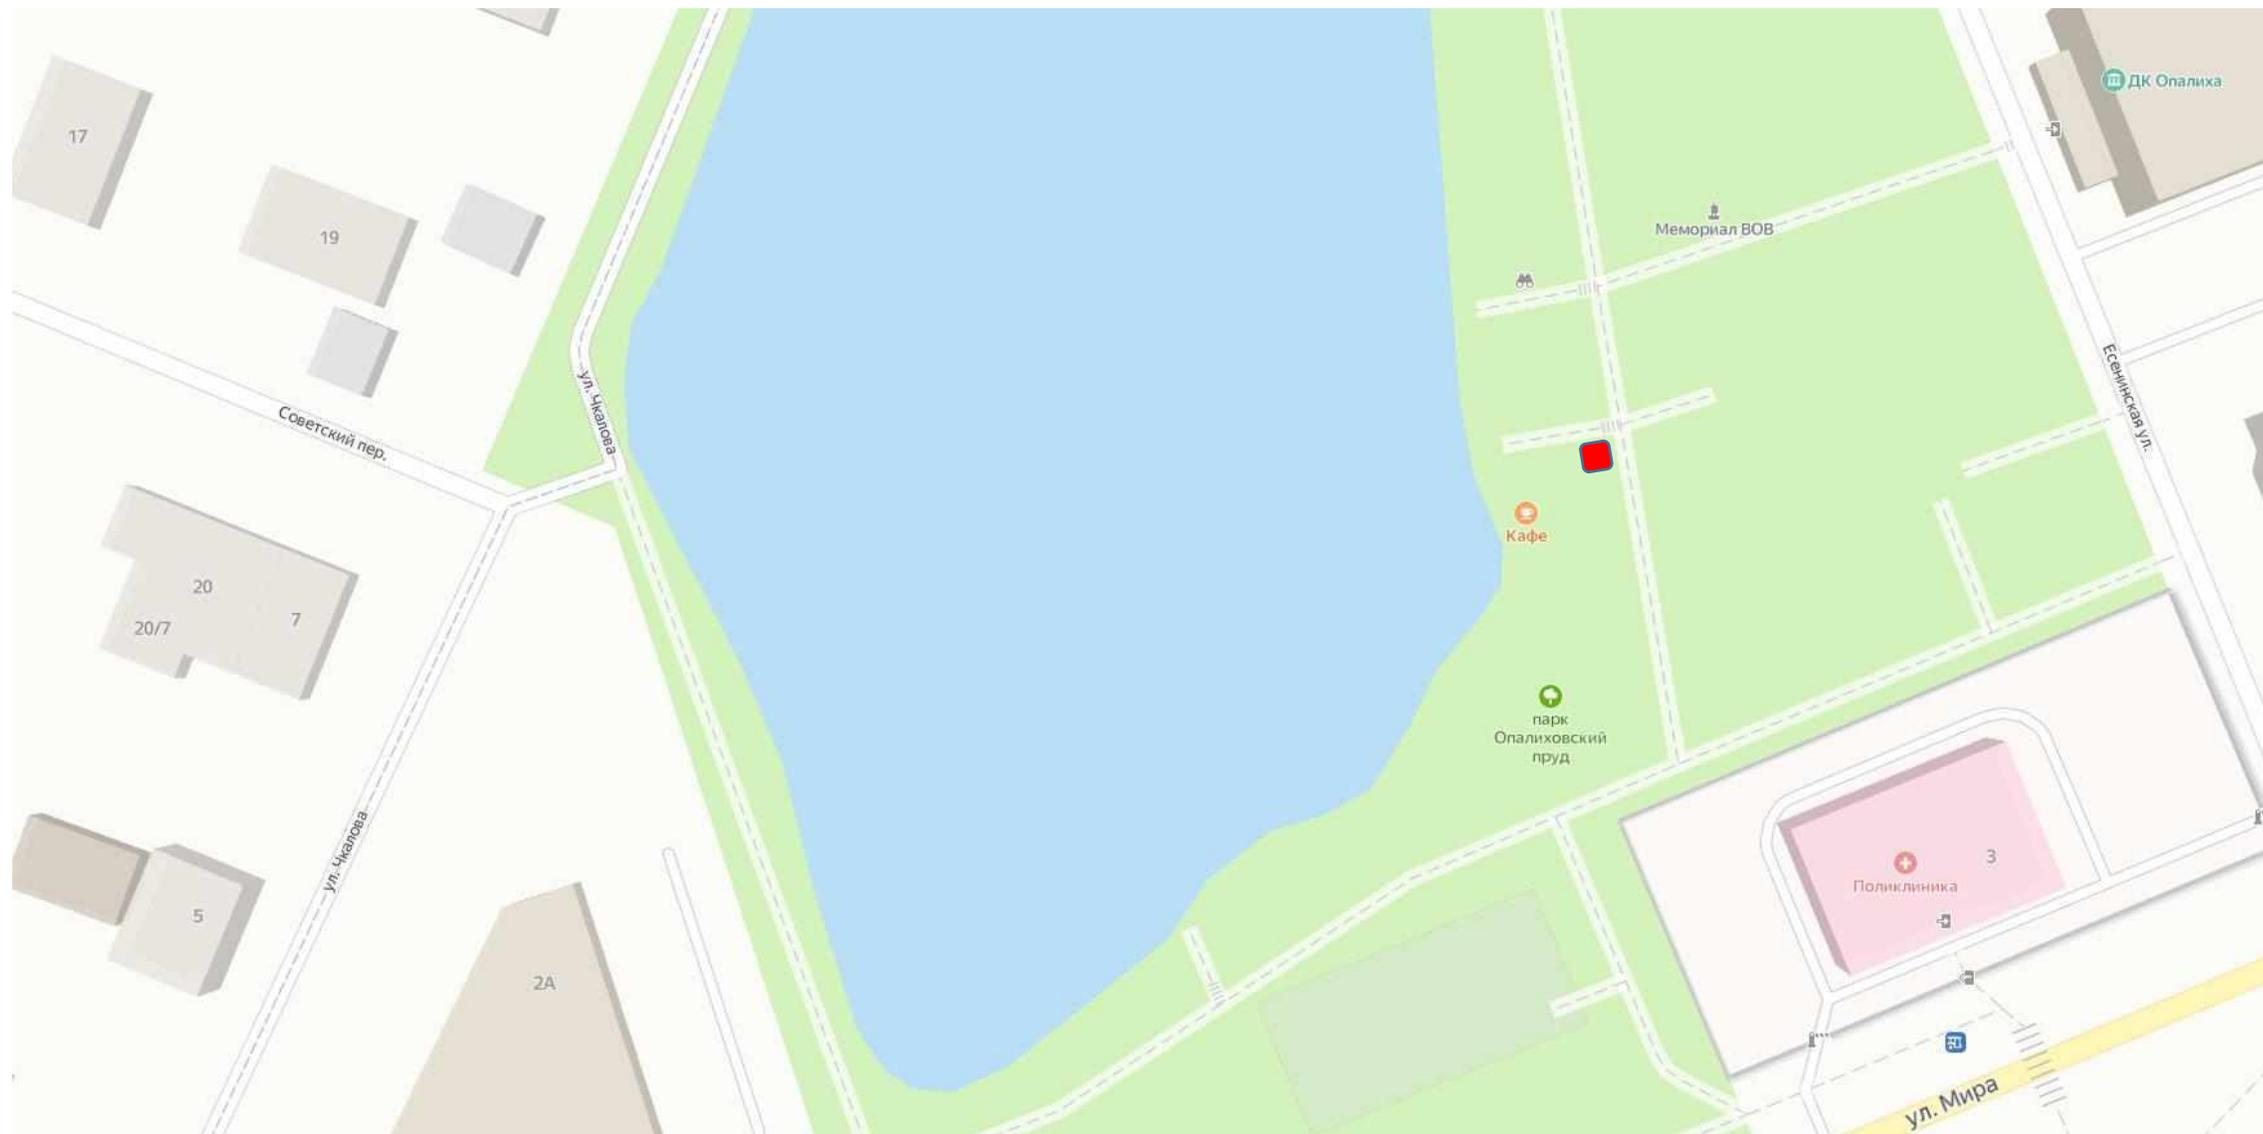 ДК Опалиха
17
Мемориал ВОВ
19
Есенинская ул.
ул. Чкалова
Советский пер.
Кафе
20
7
20/7
парк
Опалиховский
пруд
ул. Чкалова
3
Поликлиника
5
2А
ул. Мира